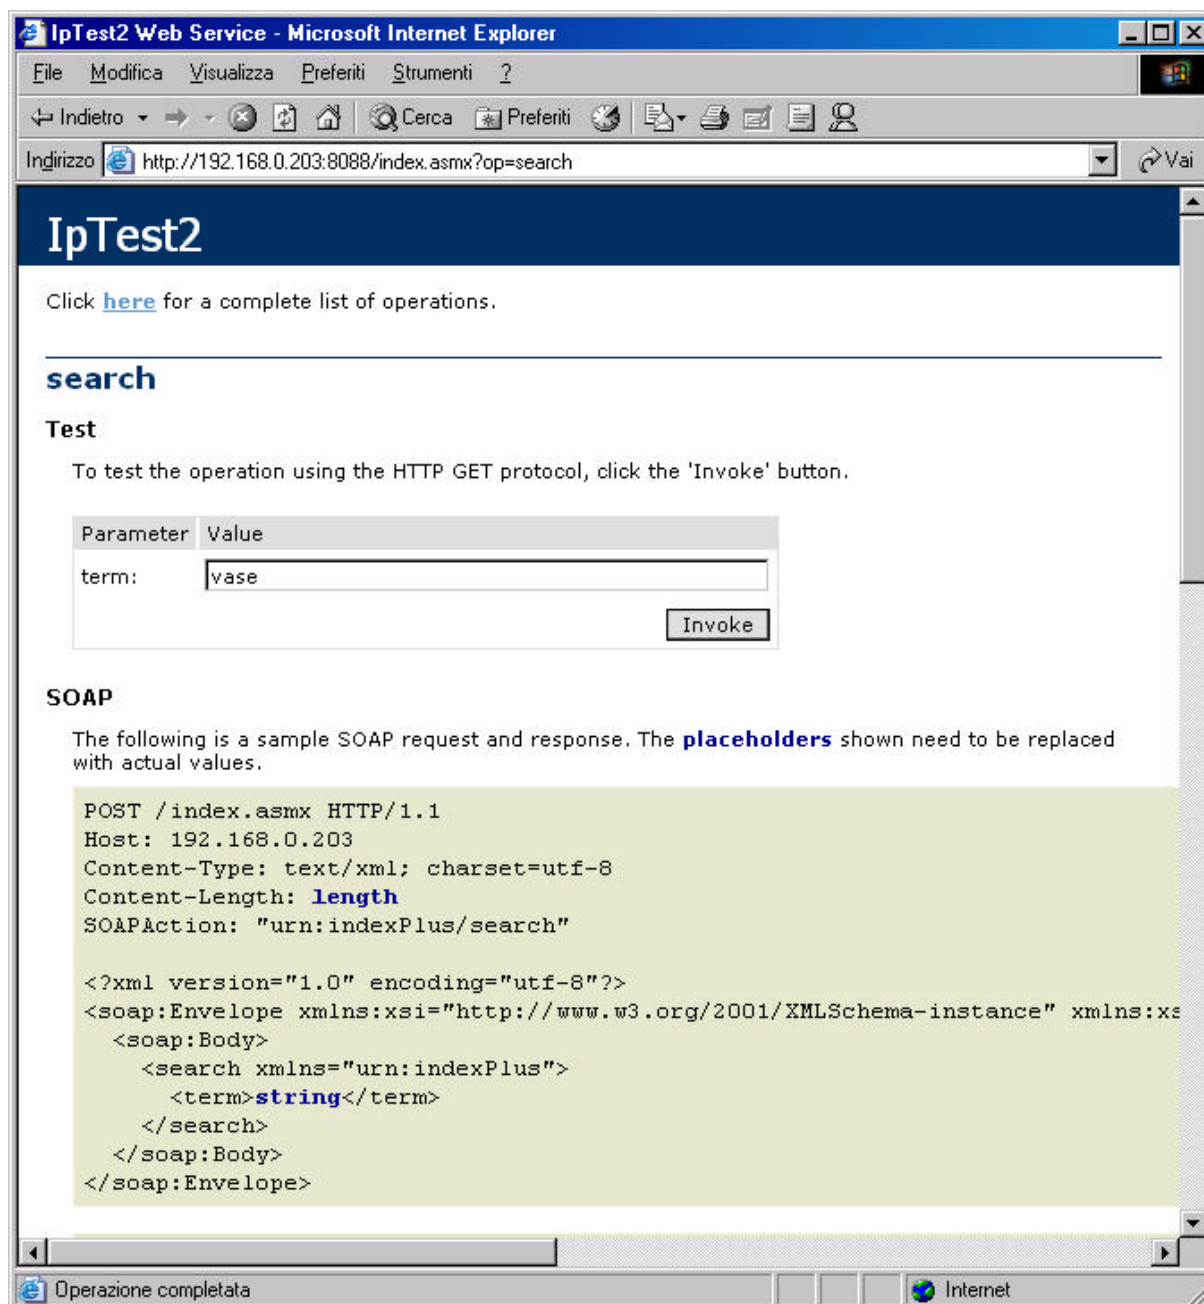 IpTest2 Web Service - Microsoft Internet Explorer
File Modifica Visualizza Preferiti Strumenti ?
Indietro Cerca Preferiti
Indirizzo http://192.168.0.203:8088/index.asmx?op=search Vai
IpTest2
Click here for a complete list of operations.
search
Test
To test the operation using the HTTP GET protocol, click the 'Invoke' button.
Parameter Value
term: vase
Invoke
SOAP
The following is a sample SOAP request and response. The placeholders shown need to be replaced
with actual values.
POST /index.asmx HTTP/1.1
Host: 192.168.0.203
Content-Type: text/xml; charset=utf-8
Content-Length: length
SOAPAction: "urn:indexPlus/search"
<?xml version="1.0" encoding="utf-8"?>
<soap:Envelope xmlns:xsi="http://www.w3.org/2001/XMLSchema-instance" xmlns:xs
<soap:Body>
<search xmlns="urn:indexPlus">
<term>string</term>
</search>
</soap:Body>
</soap:Envelope>
Operazione completata Internet